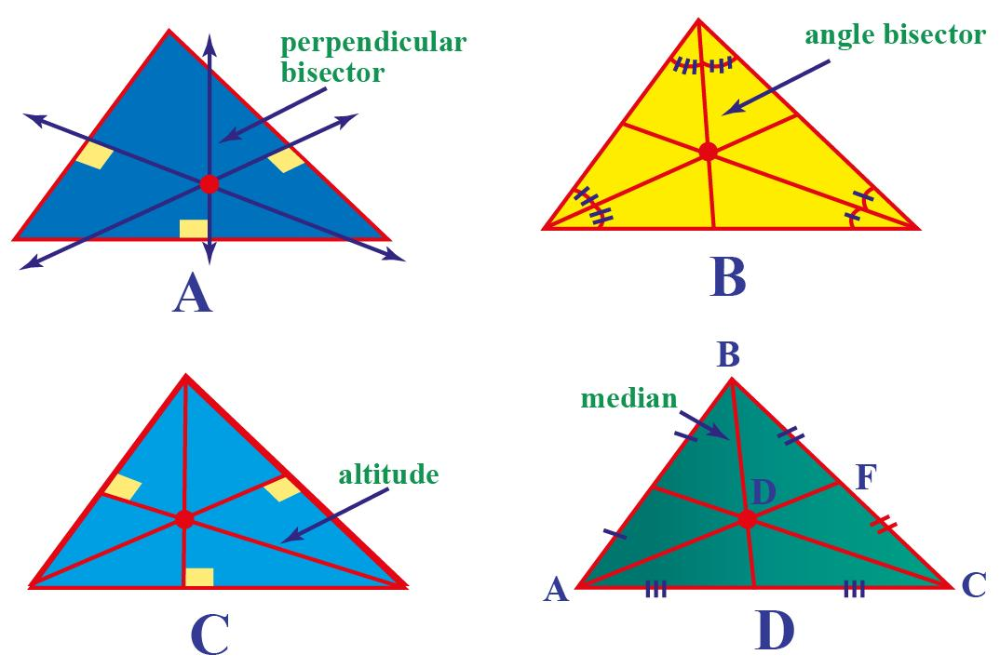 perpendicular
bisector
A
angle bisector
B
altitude
C
B
median
D
F
A
C
D